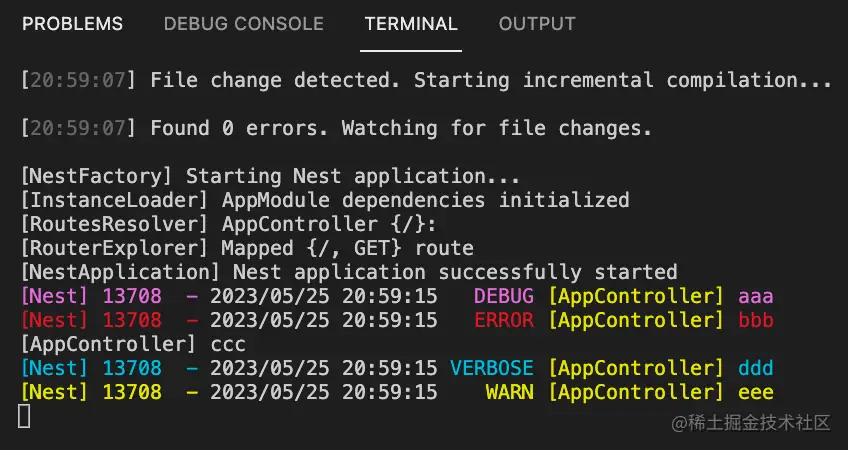 PROBLEMS DEBUG CONSOLE TERMINAL OUTPUT
[20:59:07] File change detected. Starting incremental compilation...
[20:59:07] Found 0 errors. Watching for file changes.
[NestFactory] Starting Nest application...
[InstanceLoader] AppModule dependencies initialized
[RoutesResolver] AppController {/}:
[RouterExplorer] Mapped {/, GET} route
[NestApplication] Nest application successfully started
[Nest] 13708  - 2023/05/25 20:59:15   DEBUG [AppController] aaa
[Nest] 13708  - 2023/05/25 20:59:15   ERROR [AppController] bbb
[AppController] ccc
[Nest] 13708  - 2023/05/25 20:59:15 VERBOSE [AppController] ddd
[Nest] 13708  - 2023/05/25 20:59:15    WARN [AppController] eee
@稀土掘金技术社区